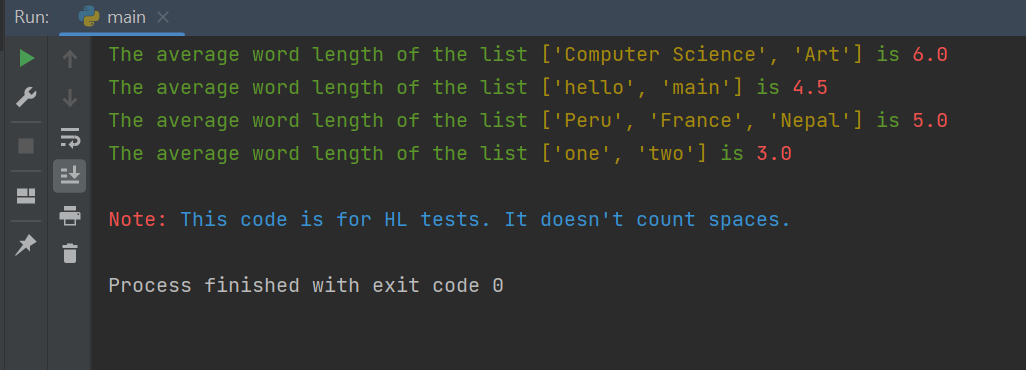 Run: main
The average word length of the list ['Computer Science', 'Art'] is 6.0
The average word length of the list ['hello', 'main'] is 4.5
The average word length of the list ['Peru', 'France', 'Nepal'] is 5.0
The average word length of the list ['one', 'two'] is 3.0
Note: This code is for HL tests. It doesn't count spaces.
Process finished with exit code 0